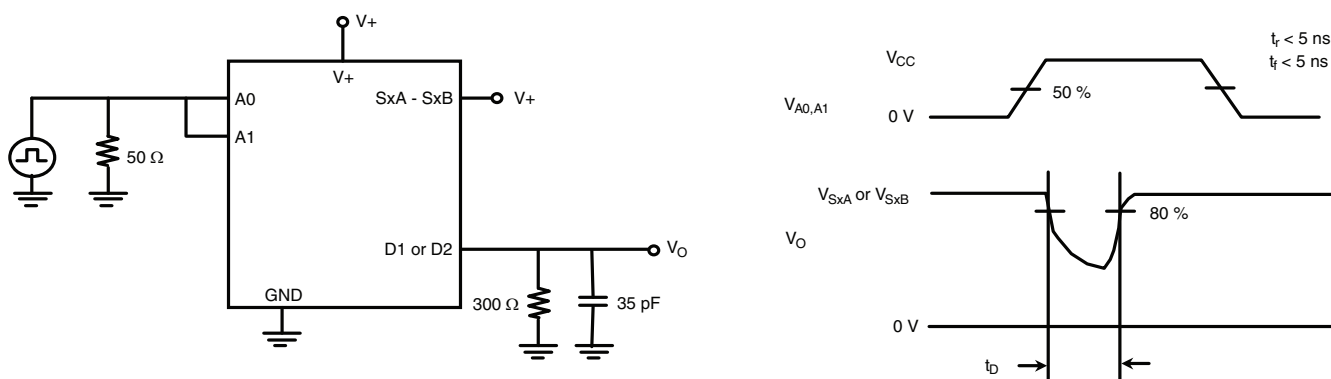 V+
V+
A0
SxA - SxB
V+
A1
50 Ω
D1 or D2
VO
GND
300 Ω
35 pF
tr < 5 ns
tf < 5 ns
VCC
50 %
VA0,A1
0 V
VSxA or VSxB
80 %
VO
0 V
tD